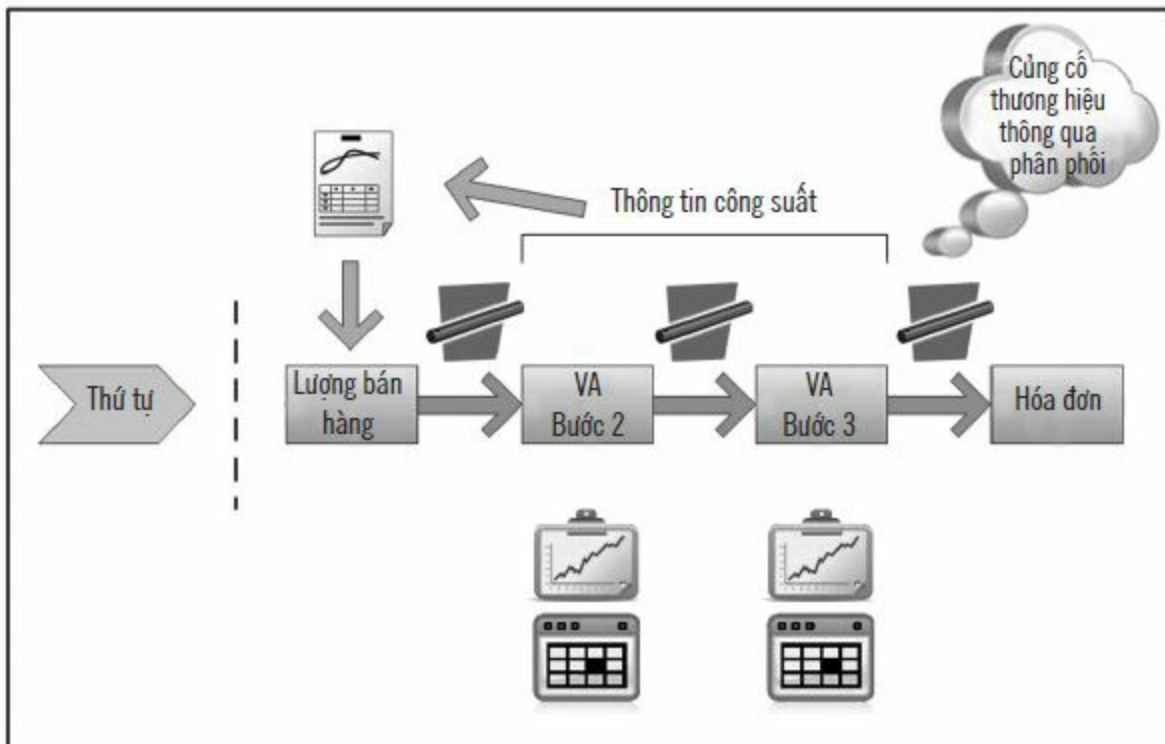 Củng cố
thương hiệu
thông qua
phân phối
Thông tin công suất
Thứ tự
Lượng bán
hàng
VA
Bước 2
VA
Bước 3
Hóa đơn